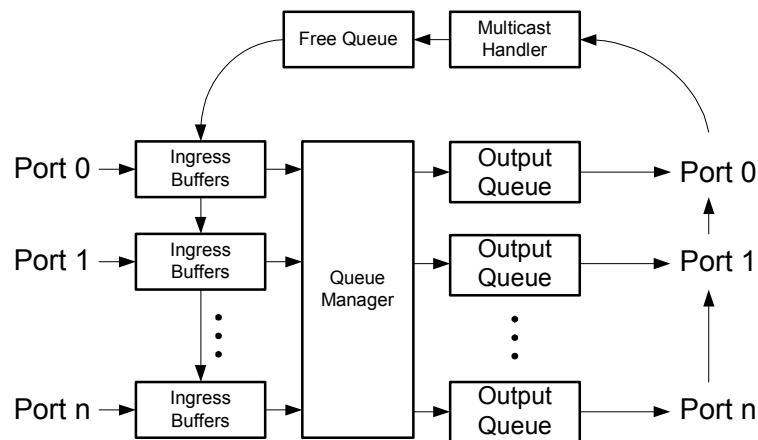 Free Queue
Multicast
Handler
Port 0
Ingress
Buffers
Output
Queue
Port 0
Port 1
Ingress
Buffers
Queue
Manager
Output
Queue
Port 1
Port n
Ingress
Buffers
Output
Queue
Port n